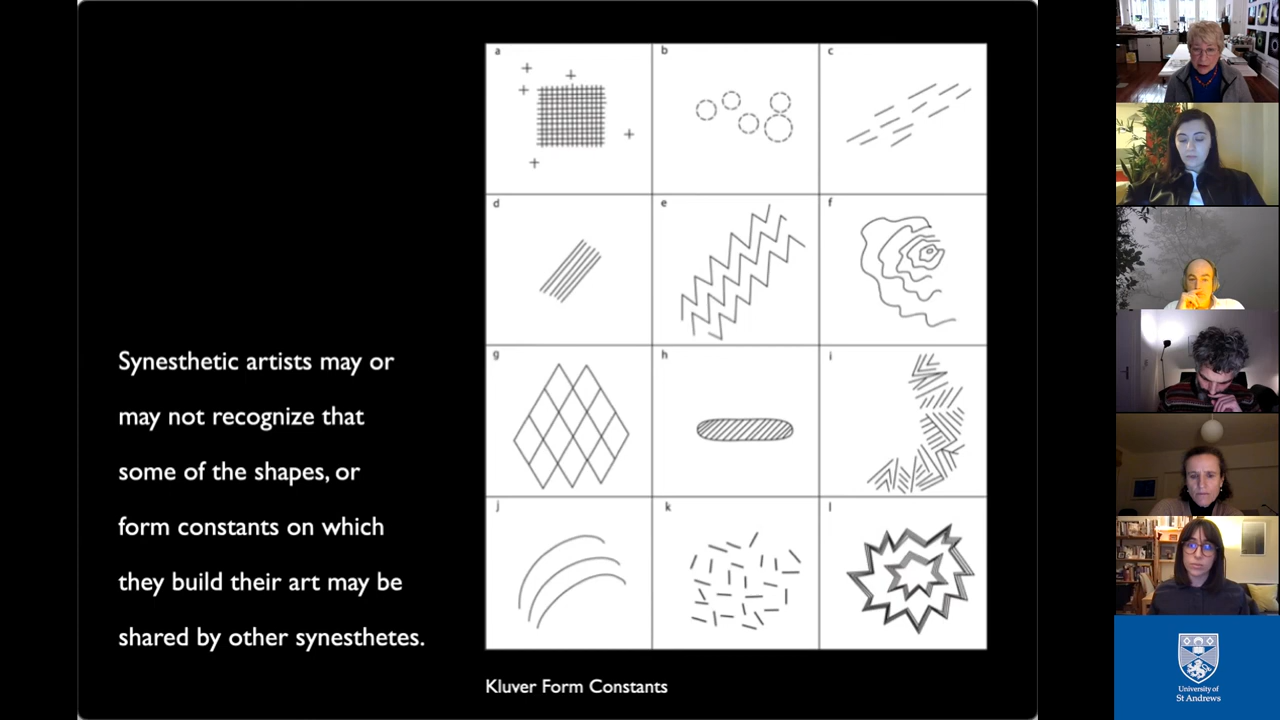 Synesthetic artists may or
may not recognize that
some of the shapes, or
form constants on which
they build their art may be
shared by other synesthetes.
a
b
c
d
e
f
g
h
i
j
k
l
Kluver Form Constants
University of
St Andrews